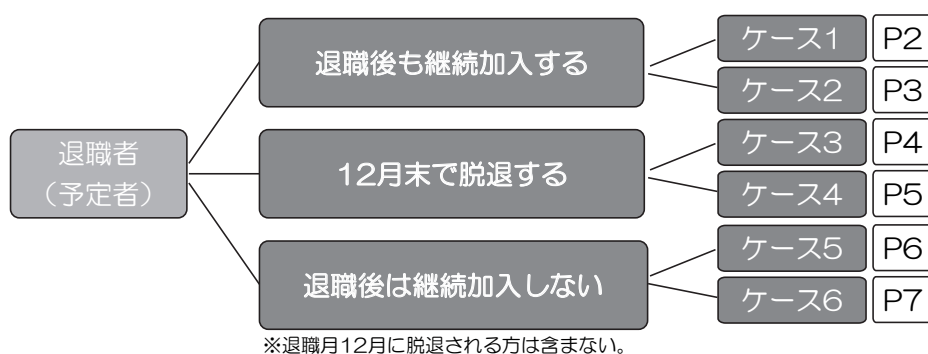 退職者
（予定者）
退職後も継続加入する
ケース1 P2
ケース2 P3
12月末で脱退する
ケース3 P4
ケース4 P5
退職後は継続加入しない
ケース5 P6
ケース6 P7
※退職月12月に脱退される方は含まない。